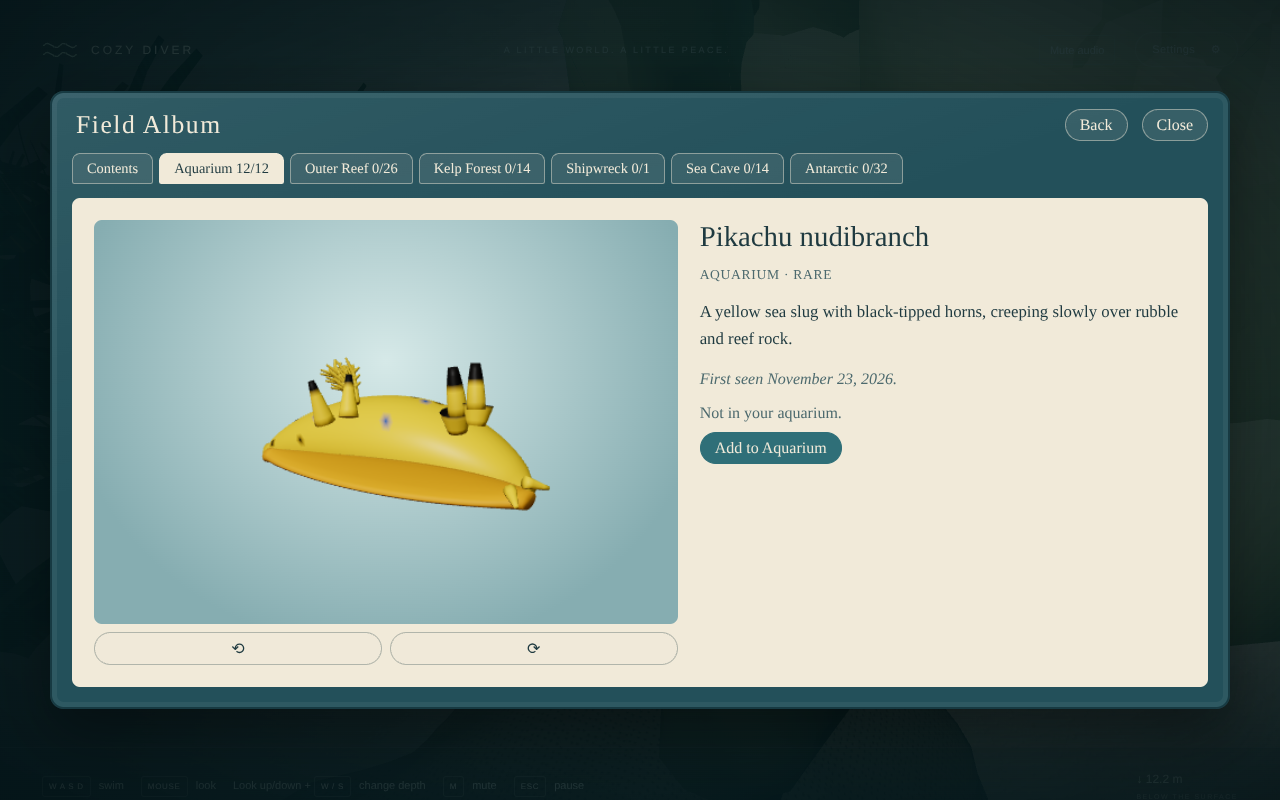 COZY DIVER
A LITTLE WORLD. A LITTLE PEACE.
Field Album
Back
Close
Contents
Aquarium 12/12
Outer Reef 0/26
Kelp Forest 0/14
Shipwreck 0/1
Sea Cave 0/14
Antarctic 0/32
Pikachu nudibranch
AQUARIUM · RARE
A yellow sea slug with black-tipped horns, creeping slowly over rubble
and reef rock.
First seen November 23, 2026.
Not in your aquarium.
Add to Aquarium
W A S D swim MOUSE look Look up/down + W / S change depth M mute ESC pause
12.2 m